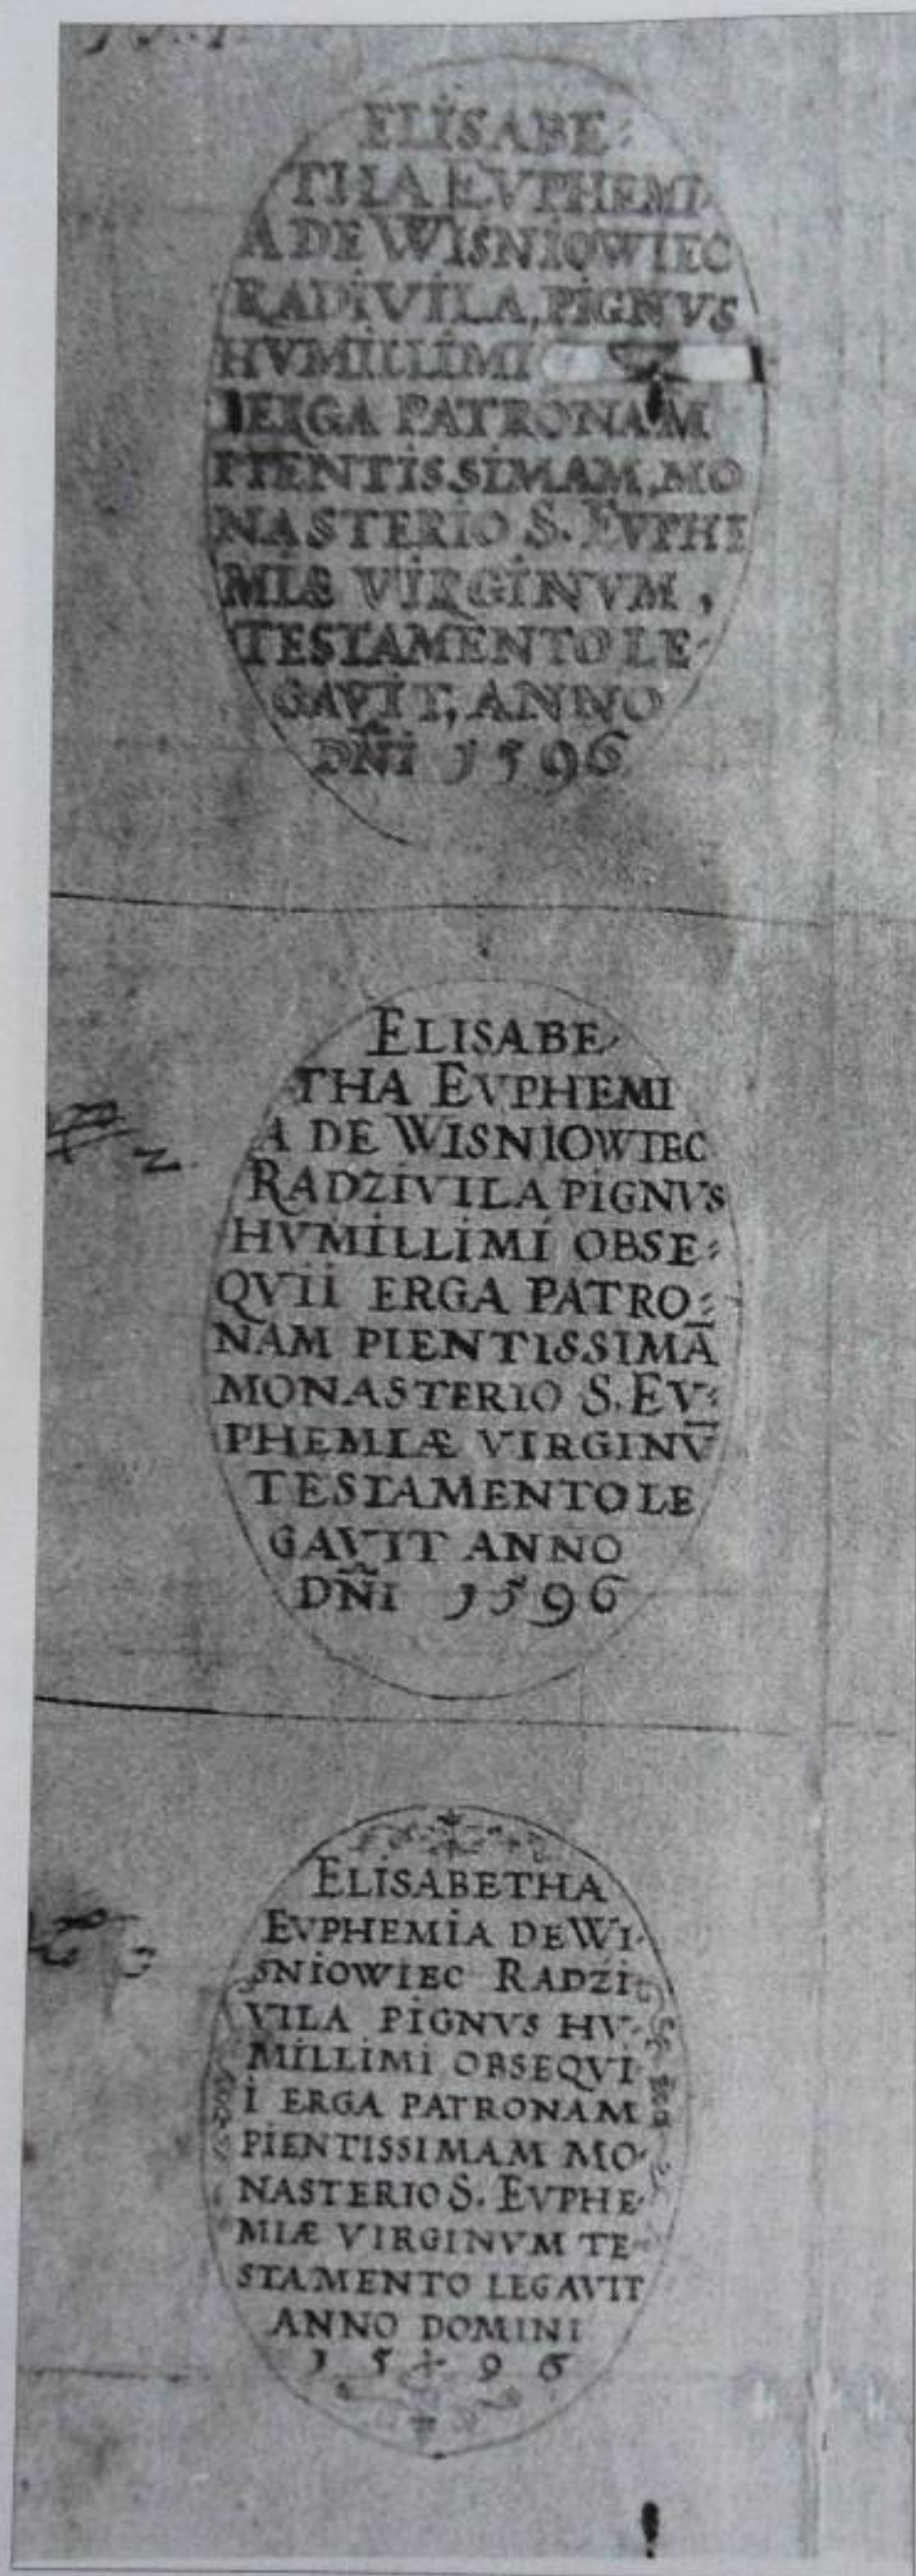 ELISABE
THA EVPHEMI
A DE WISNIOWIEC
RADIVILA, PIGNVS
HVMILLIMI
ERGA PATRONAM
PIENTISSIMAM, MO
NASTERIO S. EVPHI
MIÆ VIRGINVM,
TESTAMENTO LE-
GAVIT, ANNO
DÑI 1596
ELISABE-
THA EVPHEMI
A DE WISNIOWIEC
RADZIVILA PIGNVS
HVMILLIMI OBSE:
QVII ERGA PATRO:
NAM PIENTISSIMĀ
MONASTERIO S. EV:
PHEMIÆ VIRGINV̄
TESTAMENTO LE
GAVIT ANNO
DÑI 1596
ELISABETHA
EVPHEMIA DE WI-
SNIOWIEC RADZI-
VILA PIGNVS HV-
MILLIMI OBSEQVI
I ERGA PATRONAM
PIENTISSIMAM MO-
NASTERIO S. EVPHE-
MIÆ VIRGINVM TE-
STAMENTO LEGAVIT
ANNO DOMINI
15+96